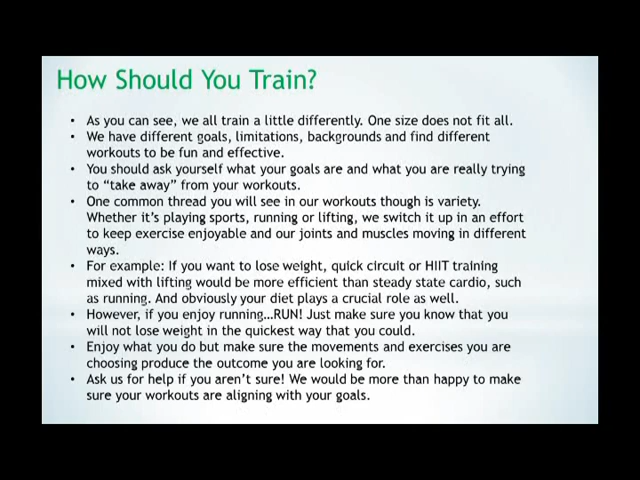 How Should You Train?
• As you can see, we all train a little differently. One size does not fit all.
• We have different goals, limitations, backgrounds and find different
workouts to be fun and effective.
• You should ask yourself what your goals are and what you are really trying
to “take away” from your workouts.
• One common thread you will see in our workouts though is variety.
Whether it’s playing sports, running or lifting, we switch it up in an effort
to keep exercise enjoyable and our joints and muscles moving in different
ways.
• For example: If you want to lose weight, quick circuit or HIIT training
mixed with lifting would be more efficient than steady state cardio, such
as running. And obviously your diet plays a crucial role as well.
• However, if you enjoy running…RUN! Just make sure you know that you
will not lose weight in the quickest way that you could.
• Enjoy what you do but make sure the movements and exercises you are
choosing produce the outcome you are looking for.
• Ask us for help if you aren’t sure! We would be more than happy to make
sure your workouts are aligning with your goals.